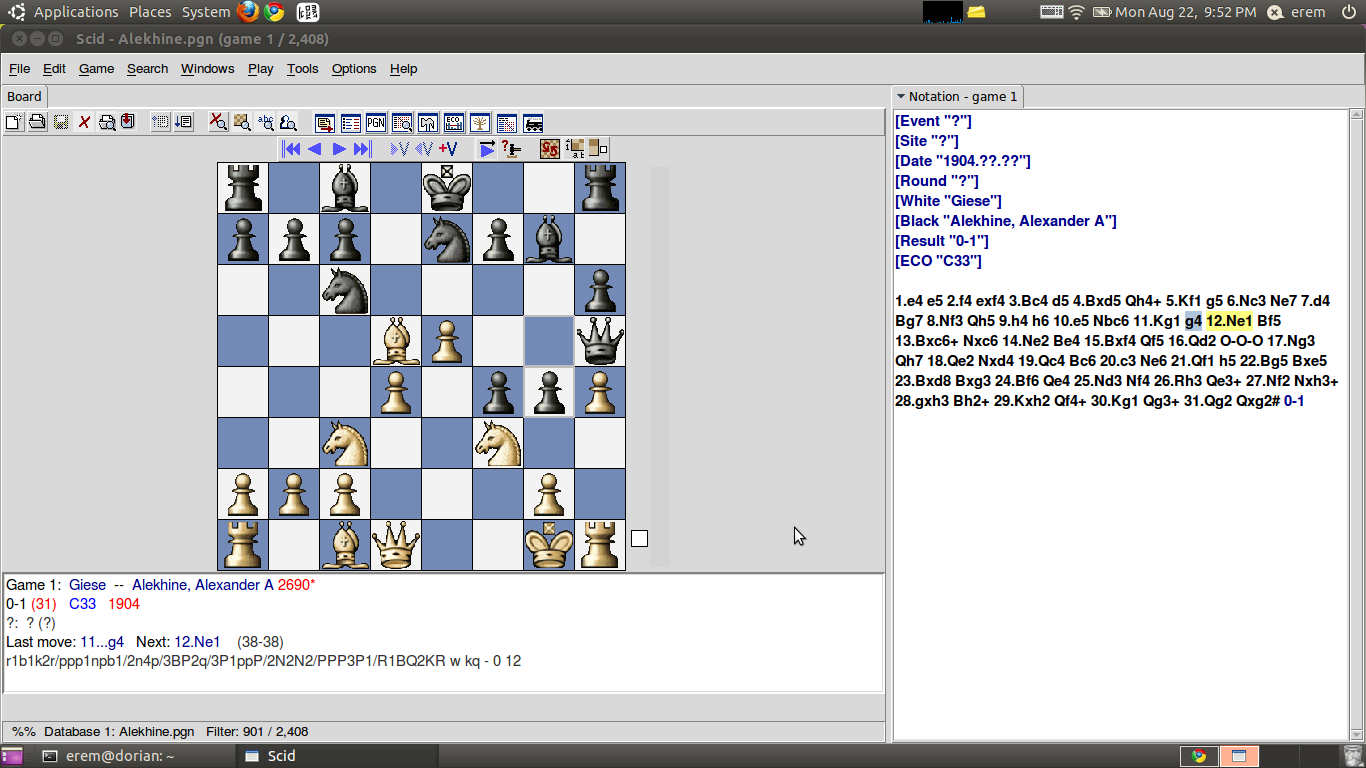 Applications Places System Mon Aug 22, 9:52 PM erem
Scid - Alekhine.pgn (game 1 / 2,408)
File Edit Game Search Windows Play Tools Options Help
Board
PGN ECO
Notation - game 1
[Event "?"]
[Site "?"]
[Date "1904.??.??"]
[Round "?"]
[White "Giese"]
[Black "Alekhine, Alexander A"]
[Result "0-1"]
[ECO "C33"]
1.e4 e5 2.f4 exf4 3.Bc4 d5 4.Bxd5 Qh4+ 5.Kf1 g5 6.Nc3 Ne7 7.d4
Bg7 8.Nf3 Qh5 9.h4 h6 10.e5 Nbc6 11.Kg1 g4 12.Ne1 Bf5
13.Bxc6+ Nxc6 14.Ne2 Be4 15.Bxf4 Qf5 16.Qd2 O-O-O 17.Ng3
Qh7 18.Qe2 Nxd4 19.Qc4 Bc6 20.c3 Ne6 21.Qf1 h5 22.Bg5 Bxe5
23.Bxd8 Bxg3 24.Bf6 Qe4 25.Nd3 Nf4 26.Rh3 Qe3+ 27.Nf2 Nxh3+
28.gxh3 Bh2+ 29.Kxh2 Qf4+ 30.Kg1 Qg3+ 31.Qg2 Qxg2# 0-1
Game 1: Giese -- Alekhine, Alexander A 2690*
0-1 (31) C33 1904
?: ? (?)
Last move: 11...g4 Next: 12.Ne1 (38-38)
r1b1k2r/ppp1npb1/2n4p/3BP2q/3P1ppP/2N2N2/PPP3P1/R1BQ2KR w kq - 0 12
%% Database 1: Alekhine.pgn Filter: 901 / 2,408
erem@dorian: ~ Scid